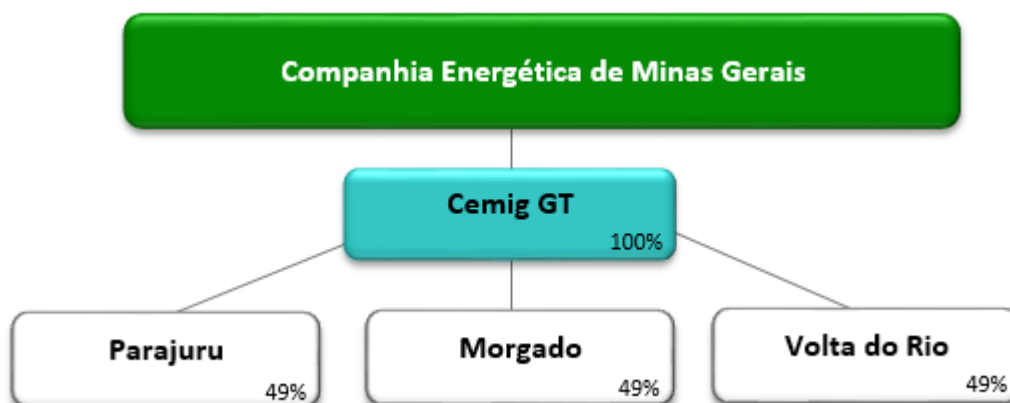 Companhia Energética de Minas Gerais
Cemig GT
100%
Parajuru
49%
Morgado
49%
Volta do Rio
49%